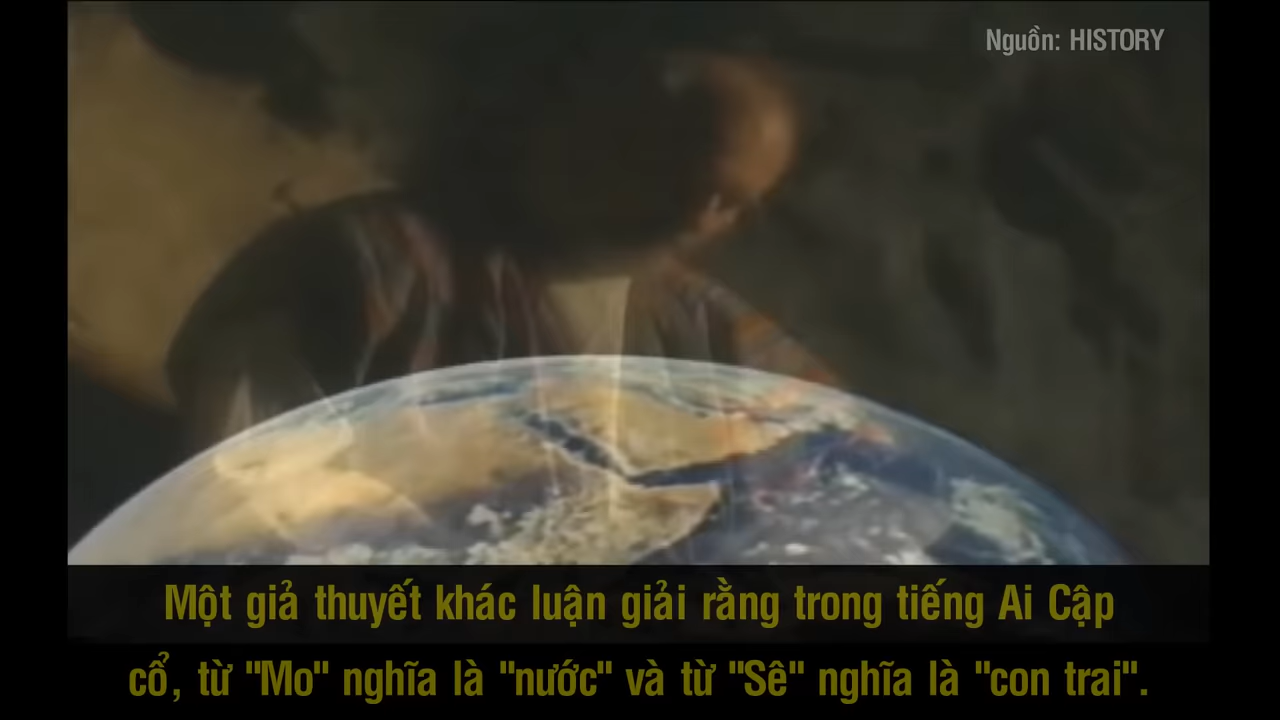 Nguồn: HISTORY
Một giả thuyết khác luận giải rằng trong tiếng Ai Cập
cổ, từ "Mo" nghĩa là "nước" và từ "Sê" nghĩa là "con trai".